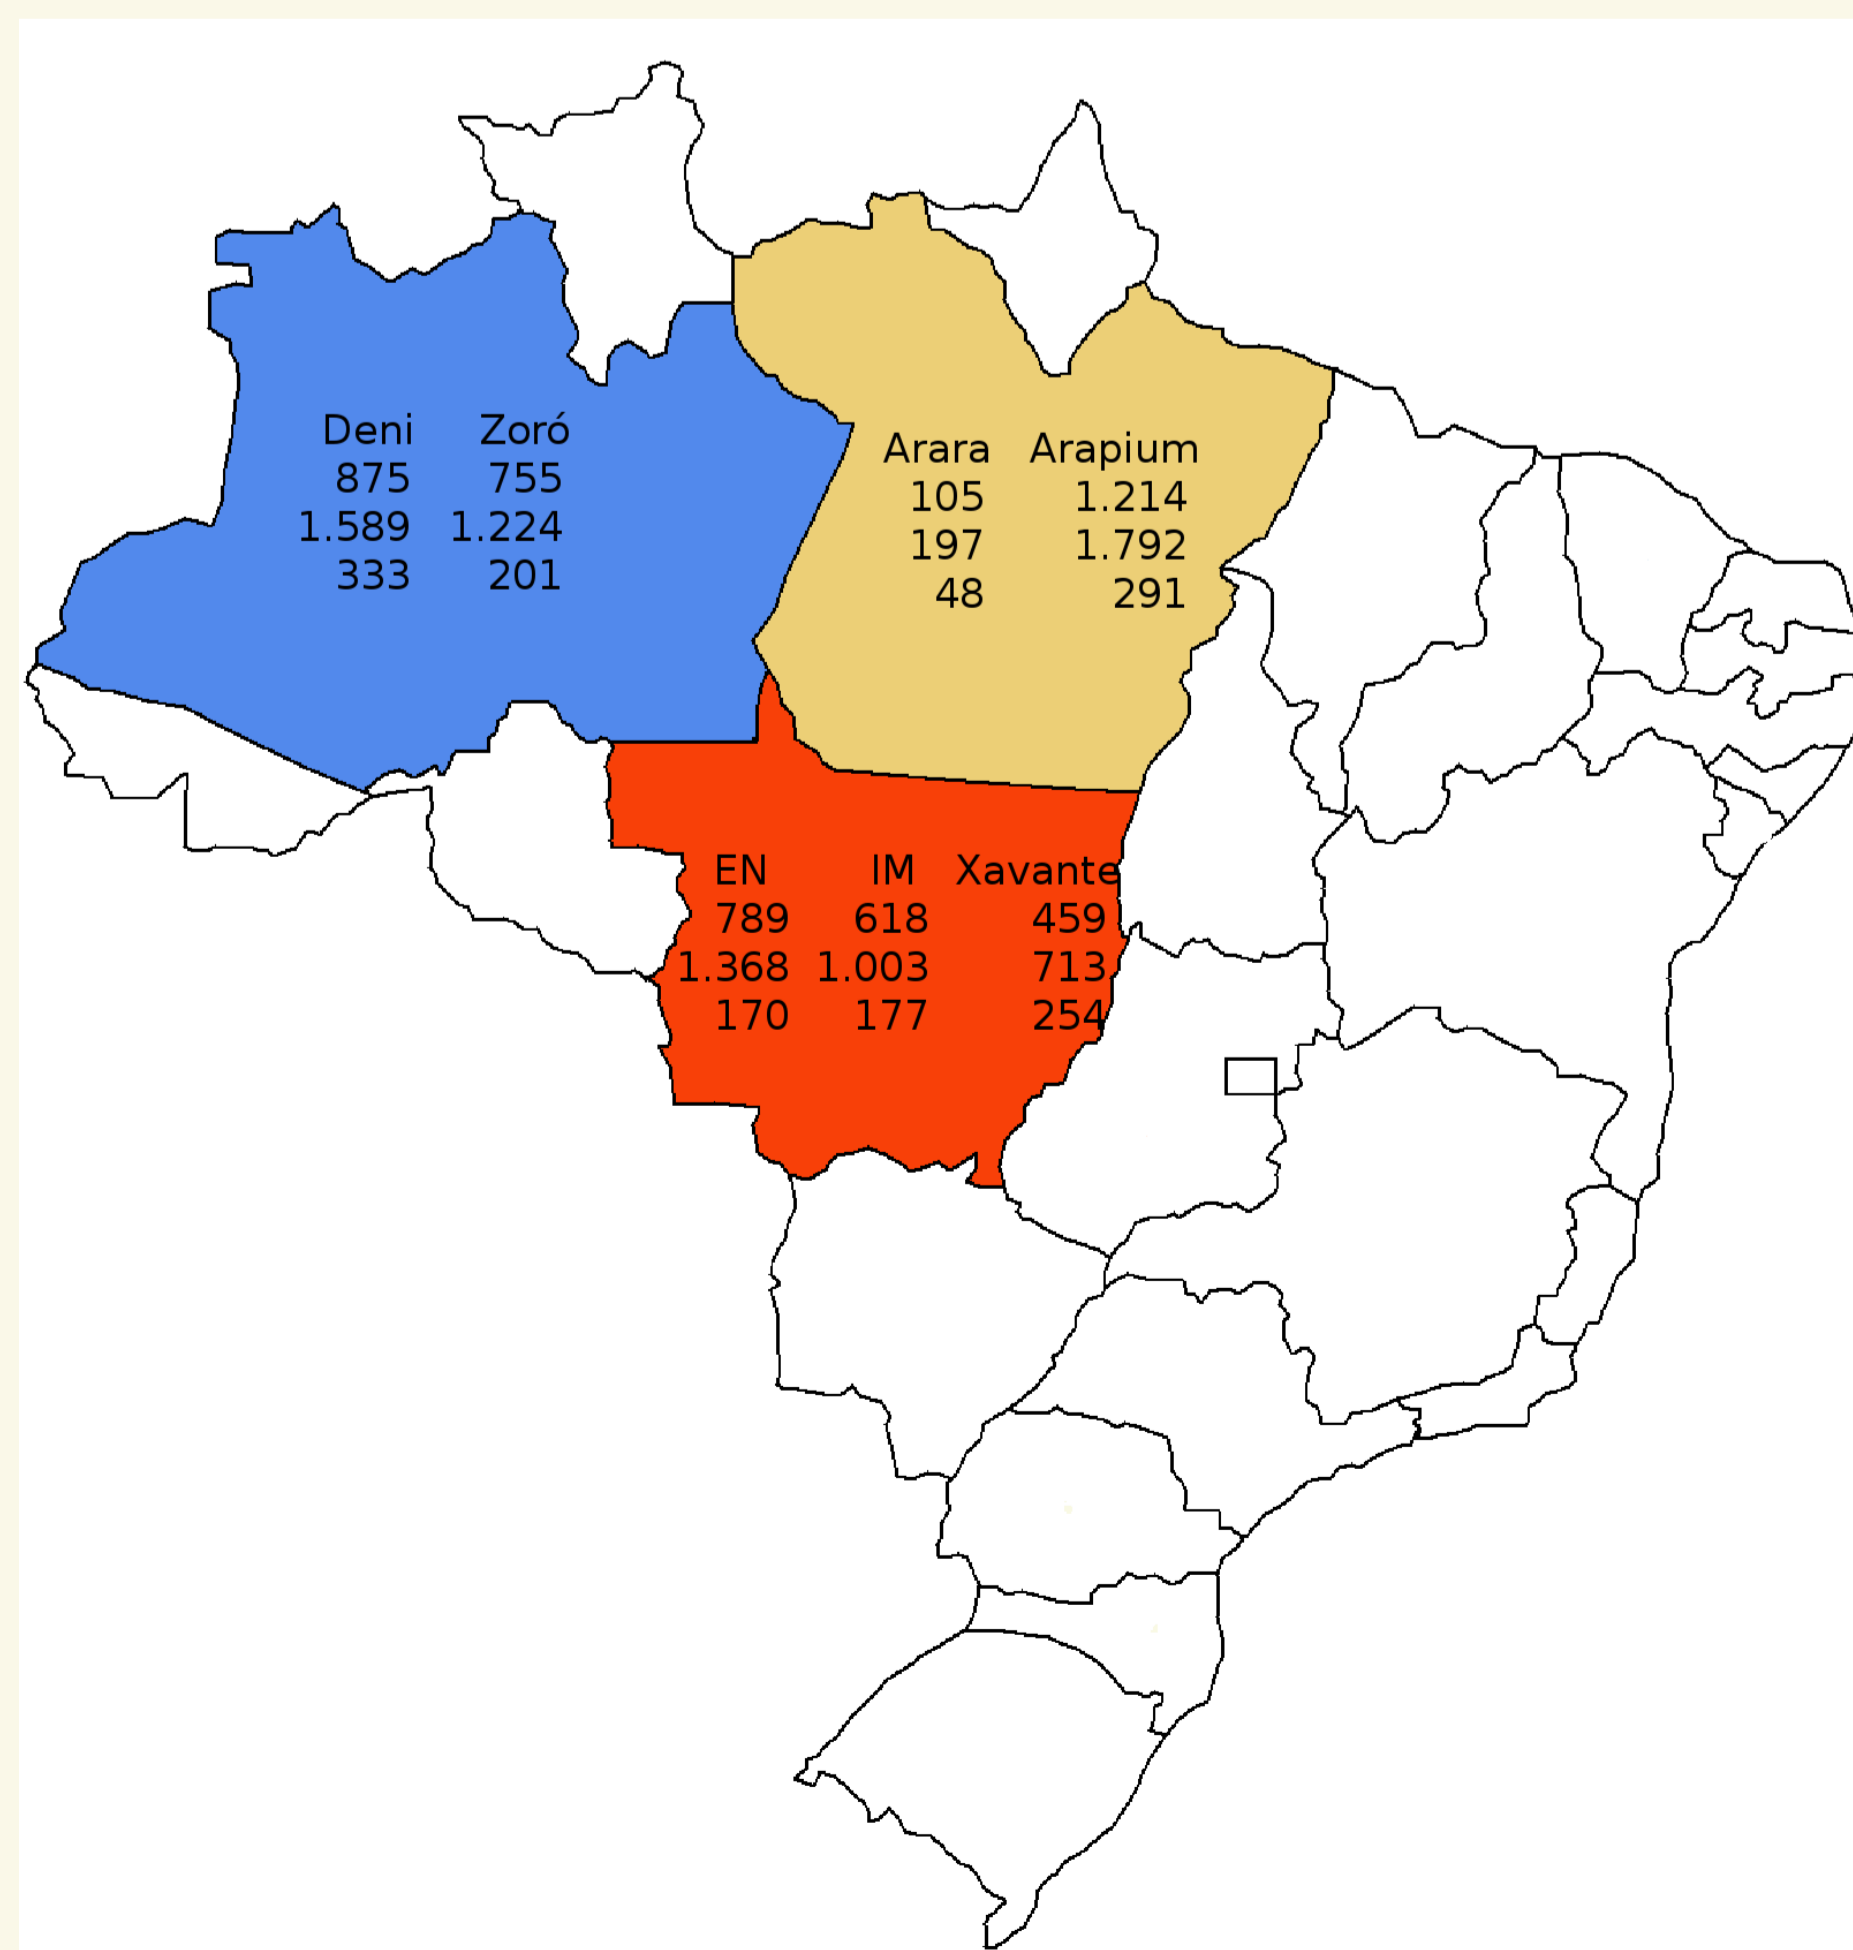 Deni Zoró
875 755
1.589 1.224
333 201
Arara Arapium
105 1.214
197 1.792
48 291
EN IM Xavante
789 618 459
1.368 1.003 713
170 177 254